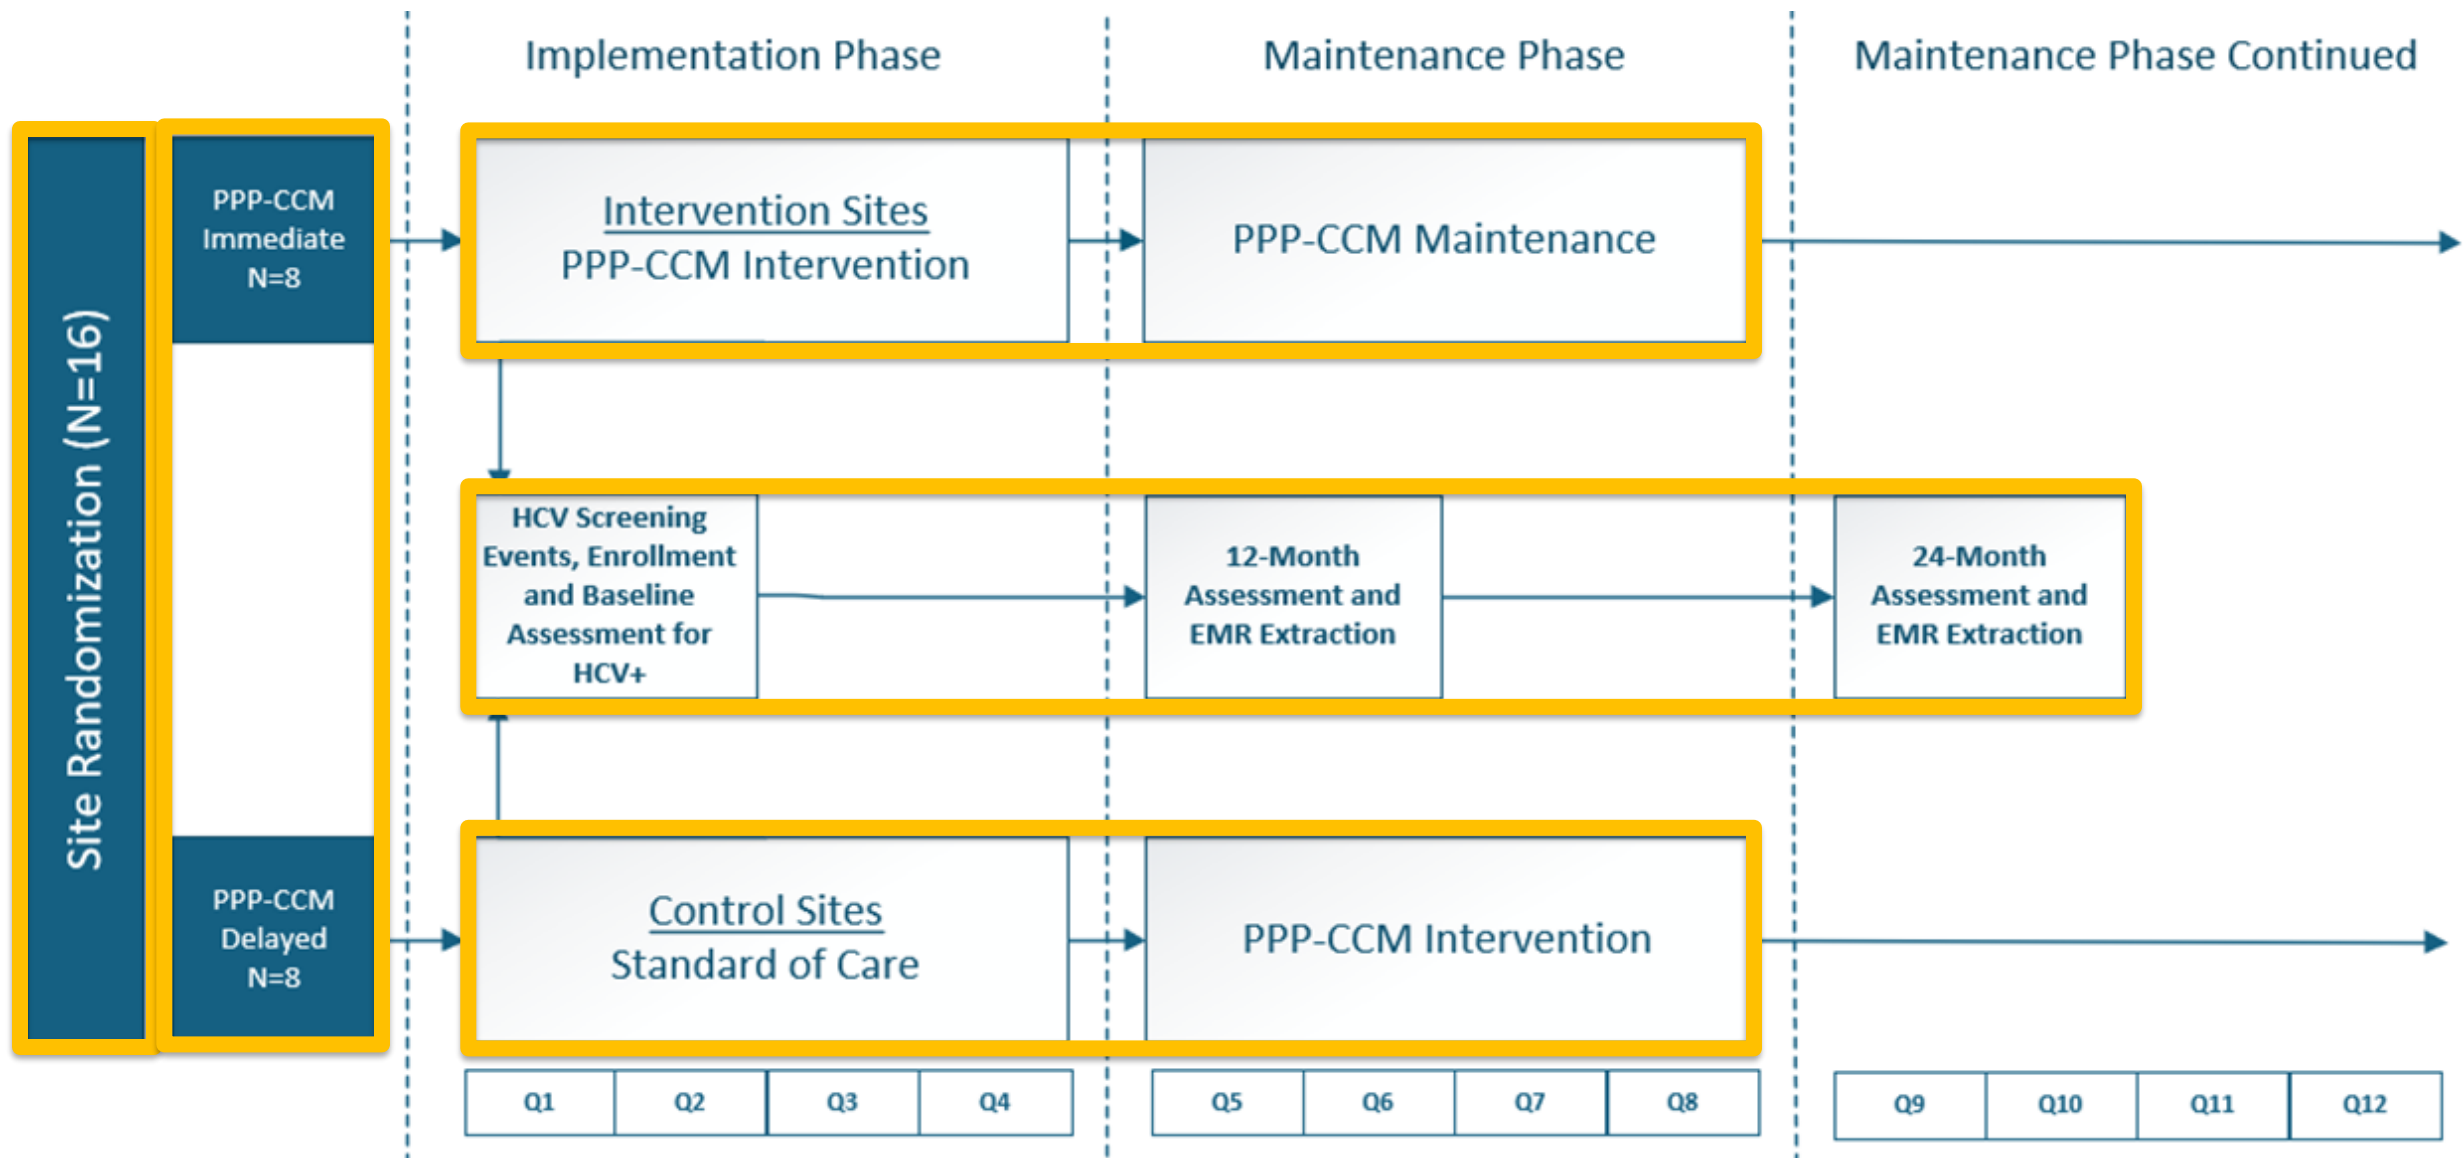 Implementation Phase
Maintenance Phase
Maintenance Phase Continued
Site Randomization (N=16)
PPP-CCM
Immediate
N=8
Intervention Sites
PPP-CCM Intervention
PPP-CCM Maintenance
HCV Screening
Events, Enrollment
and Baseline
Assessment for
HCV+
12-Month
Assessment and
EMR Extraction
24-Month
Assessment and
EMR Extraction
PPP-CCM
Delayed
N=8
Control Sites
Standard of Care
PPP-CCM Intervention
Q1 Q2 Q3 Q4 Q5 Q6 Q7 Q8 Q9 Q10 Q11 Q12